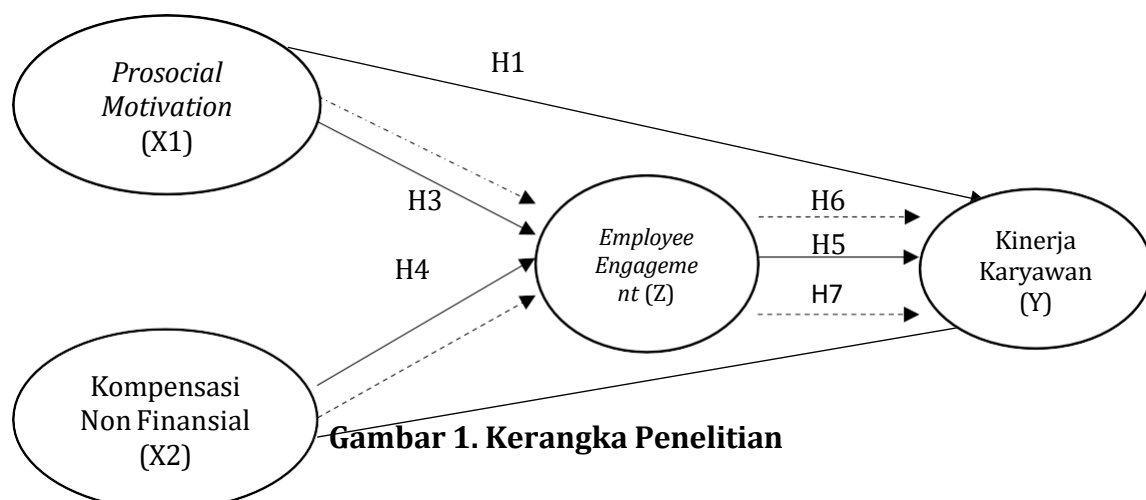 Prosocial
Motivation
(X1)
H1
H3
H4
Employee
Engageme
nt (Z)
H6
H5
H7
Kinerja
Karyawan
(Y)
Kompensasi
Non Finansial
(X2)
Gambar 1. Kerangka Penelitian